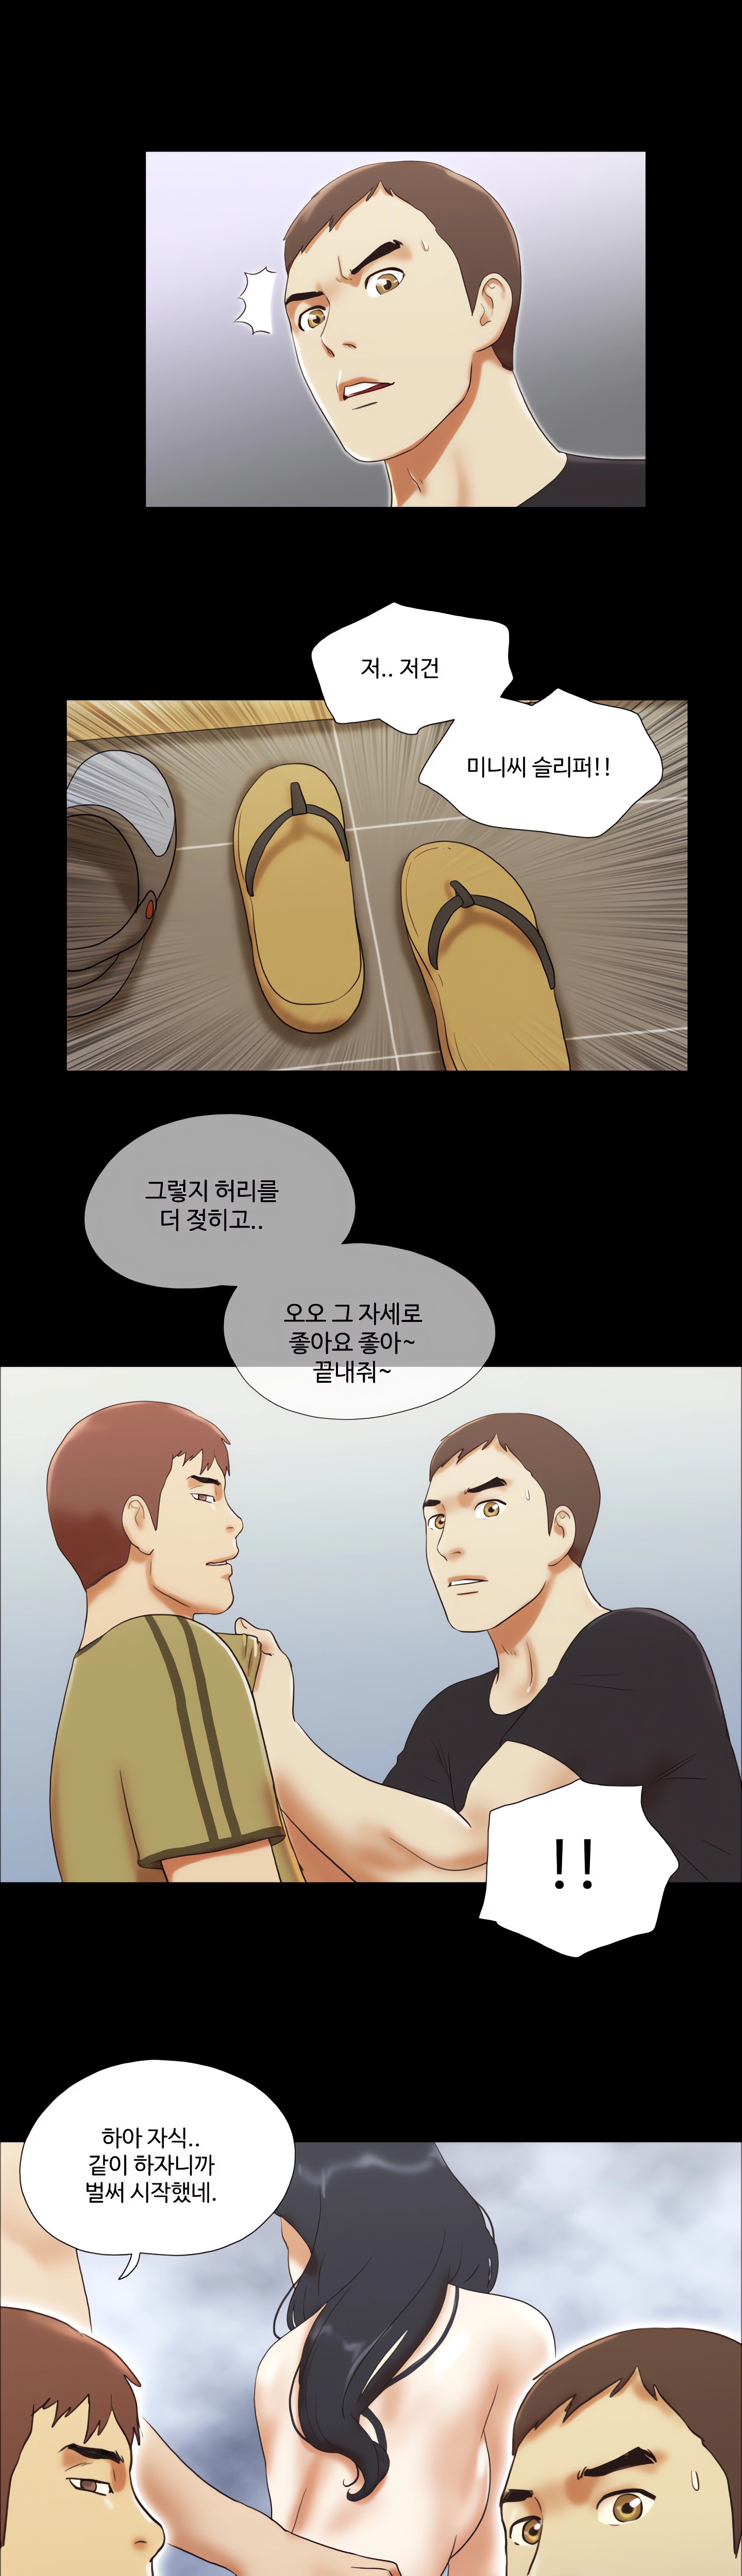 저.. 저건
미니씨 슬리퍼!!
그렇지 허리를
더 젖히고..
오오 그 자세로
좋아요 좋아~
끝내줘~
!!
하아 자식..
같이 하자니까
벌써 시작했네.